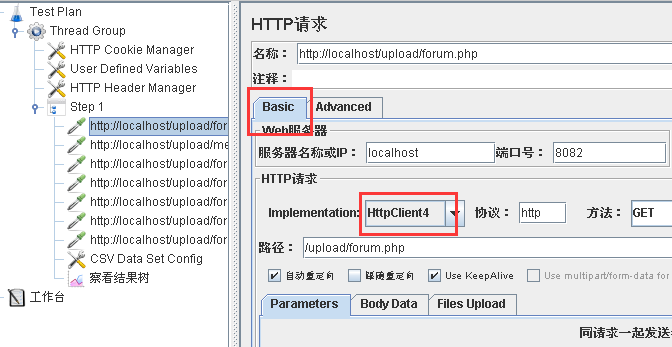 Test Plan
Thread Group
HTTP Cookie Manager
User Defined Variables
HTTP Header Manager
Step 1
http://localhost/upload/for
http://localhost/upload/me
http://localhost/upload/for
http://localhost/upload/for
http://localhost/upload/for
http://localhost/upload/for
http://localhost/upload/for
CSV Data Set Config
察看结果树
工作台
HTTP请求
名称： http://localhost/upload/forum.php
注释：
Basic Advanced
Web服务器
服务器名称或IP： localhost 端口号： 8082
HTTP请求
Implementation: HttpClient4 协议： http 方法： GET
路径： /upload/forum.php
自动重定向 跟随重定向 Use KeepAlive Use multipart/form-data for
Parameters Body Data Files Upload
同请求一起发送